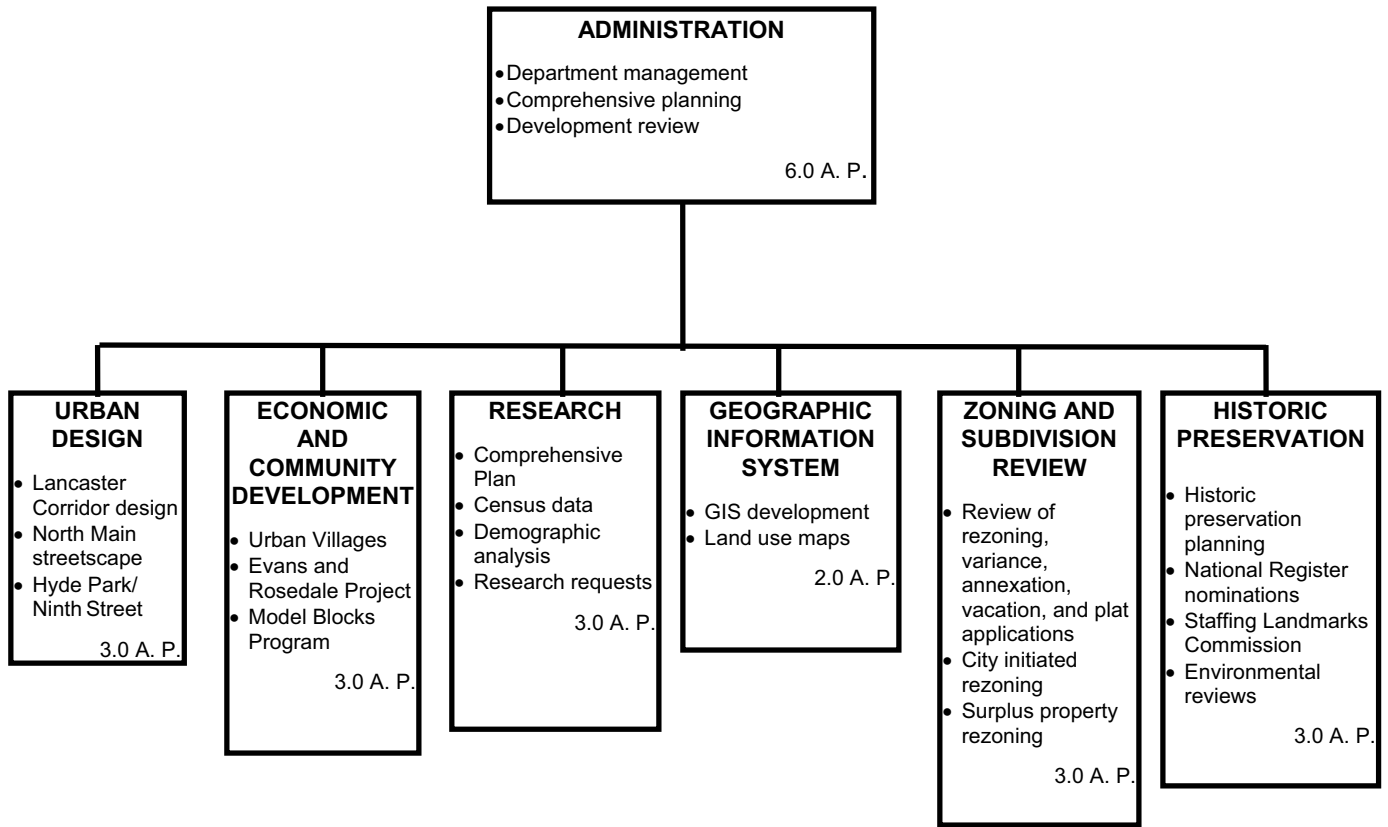 ADMINISTRATION
• Department management
• Comprehensive planning
• Development review
6.0 A. P.
URBAN
DESIGN
• Lancaster
Corridor design
• North Main
streetscape
• Hyde Park/
Ninth Street
3.0 A. P.
ECONOMIC
AND
COMMUNITY
DEVELOPMENT
• Urban Villages
• Evans and
Rosedale Project
• Model Blocks
Program
3.0 A. P.
RESEARCH
• Comprehensive
Plan
• Census data
• Demographic
analysis
• Research requests
3.0 A. P.
GEOGRAPHIC
INFORMATION
SYSTEM
• GIS development
• Land use maps
2.0 A. P.
ZONING AND
SUBDIVISION
REVIEW
• Review of
rezoning,
variance,
annexation,
vacation, and plat
applications
• City initiated
rezoning
• Surplus property
rezoning
3.0 A. P.
HISTORIC
PRESERVATION
• Historic
preservation
planning
• National Register
nominations
• Staffing Landmarks
Commission
• Environmental
reviews
3.0 A. P.